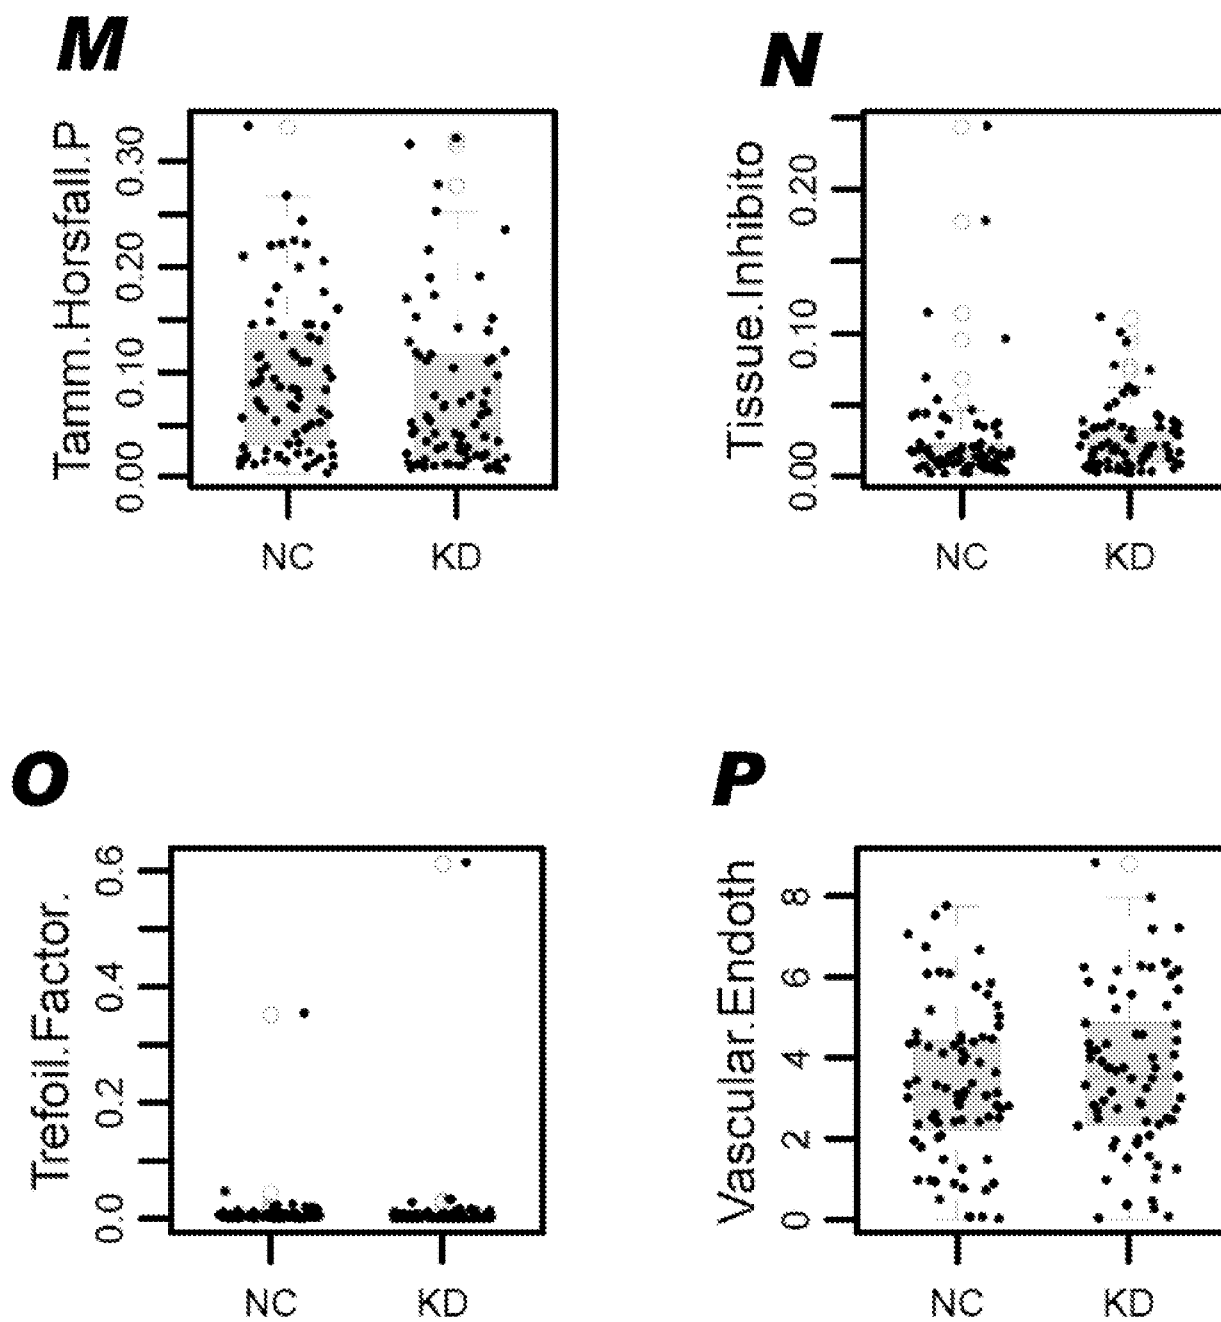 M
Tamm.Horsfall.P
0.30
0.20
0.10
0.00
NC KD
N
Tissue.Inhibito
0.20
0.10
0.00
NC KD
O
Trefoil.Factor.
0.6
0.4
0.2
0.0
NC KD
P
Vascular.Endoth
8
6
4
2
0
NC KD